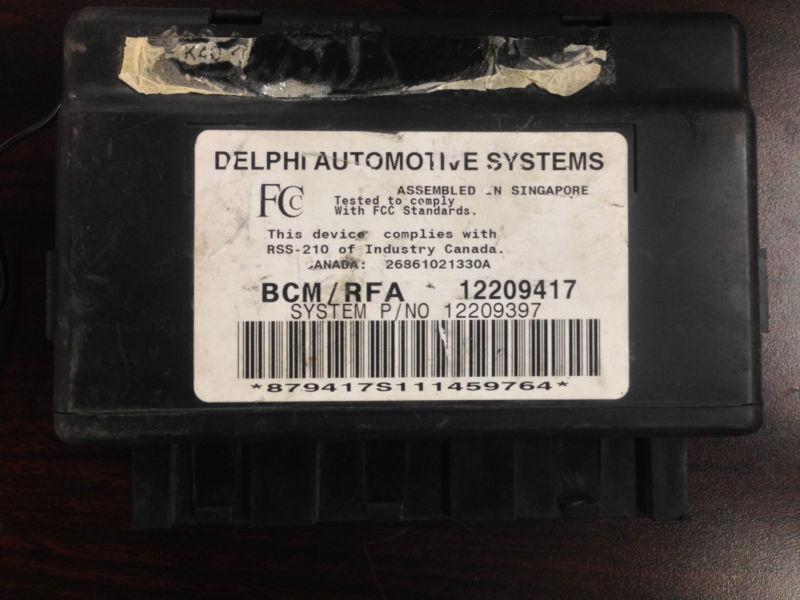 DELPHI AUTOMOTIVE SYSTEMS
FCC
ASSEMBLED IN SINGAPORE
Tested to comply
With FCC Standards.
This device complies with
RSS-210 of Industry Canada.
CANADA: 26861021330A
BCM/RFA 12209417
SYSTEM P/NO 12209397
*879417S111459764*